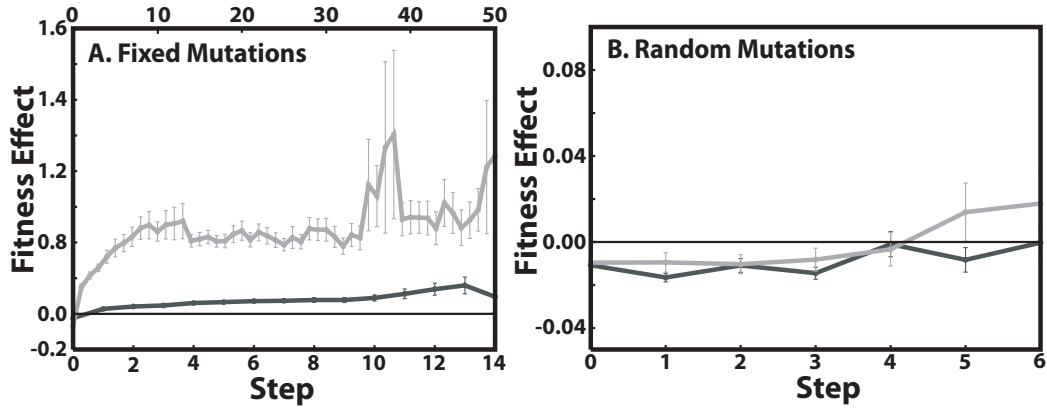 0 10 20 30 40 50
A. Fixed Mutations
1.6
1.4
1.2
0.8
0.0
-0.2
Fitness Effect
0 2 4 6 8 10 12 14
Step
B. Random Mutations
0.08
0.04
0.00
-0.04
Fitness Effect
0 1 2 3 4 5 6
Step